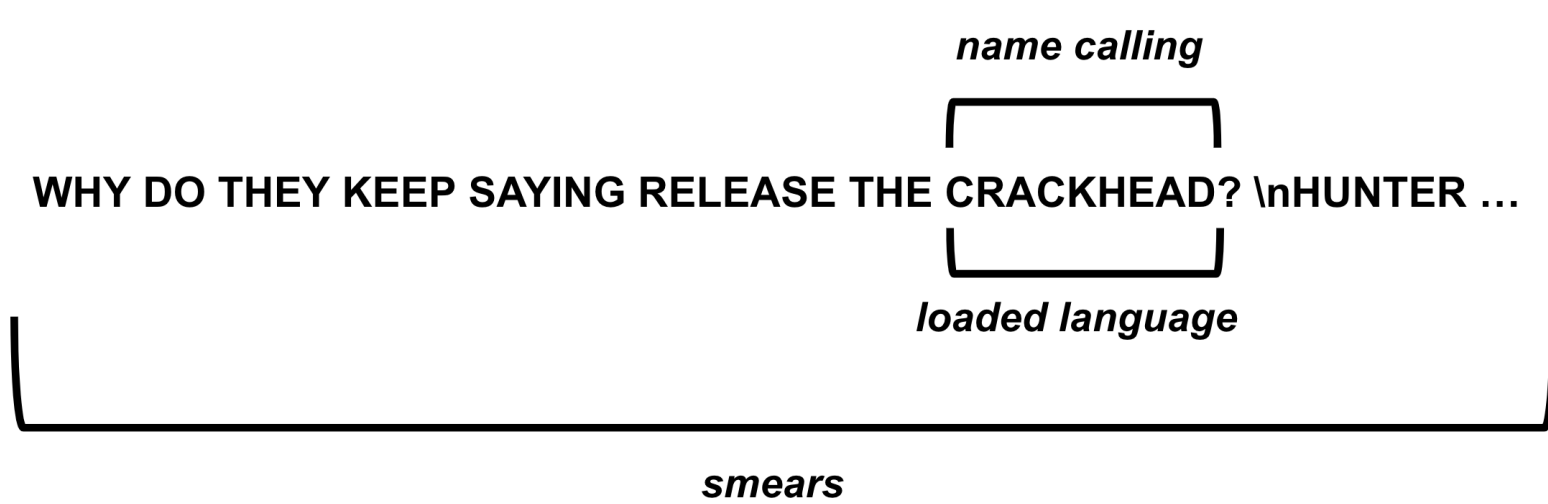 name calling
WHY DO THEY KEEP SAYING RELEASE THE CRACKHEAD? \nHUNTER …
loaded language
smears